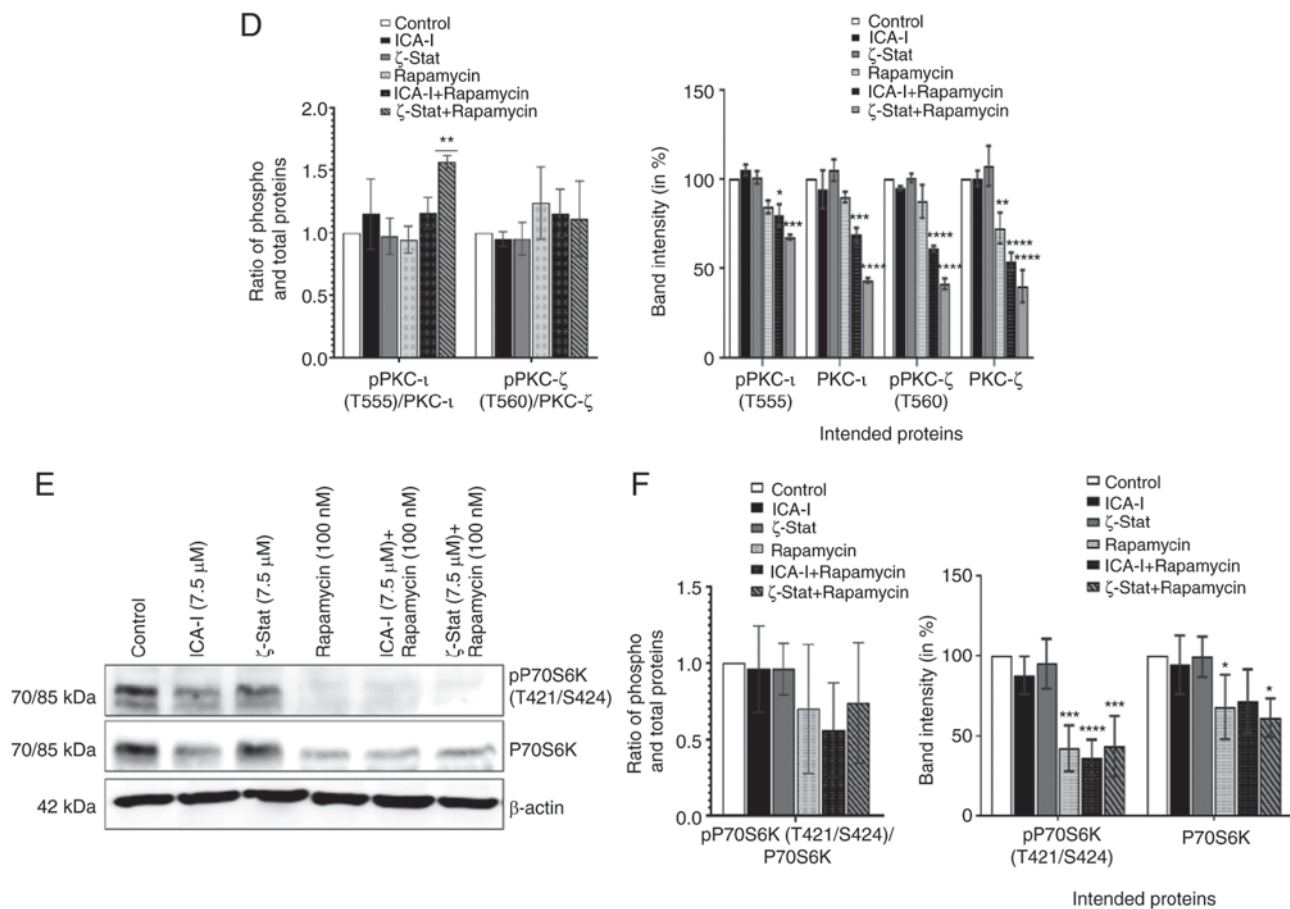 D
Control
ICA-I
ζ-Stat
Rapamycin
ICA-I+Rapamycin
ζ-Stat+Rapamycin
Ratio of phospho
and total proteins
2.0
1.5
1.0
0.5
0.0
**
pPKC-ι
(T555)/PKC-ι
pPKC-ζ
(T560)/PKC-ζ
Control
ICA-I
ζ-Stat
Rapamycin
ICA-I+Rapamycin
ζ-Stat+Rapamycin
Band intensity (in %)
150
100
50
0
*
***
***
****
****
****
**
****
****
pPKC-ι
(T555)
PKC-ι
pPKC-ζ
(T560)
PKC-ζ
Intended proteins
E
Control
ICA-I (7.5 μM)
ζ-Stat (7.5 μM)
Rapamycin (100 nM)
ICA-I (7.5 μM)+
Rapamycin (100 nM)
ζ-Stat (7.5 μM)+
Rapamycin (100 nM)
70/85 kDa
pP70S6K
(T421/S424)
70/85 kDa
P70S6K
42 kDa
β-actin
F
Control
ICA-I
ζ-Stat
Rapamycin
ICA-I+Rapamycin
ζ-Stat+Rapamycin
Ratio of phospho
and total proteins
1.5
1.0
0.5
0.0
pP70S6K (T421/S424)/
P70S6K
Control
ICA-I
ζ-Stat
Rapamycin
ICA-I+Rapamycin
ζ-Stat+Rapamycin
Band intensity (in %)
150
100
50
0
***
****
***
*
*
pP70S6K
(T421/S424)
P70S6K
Intended proteins